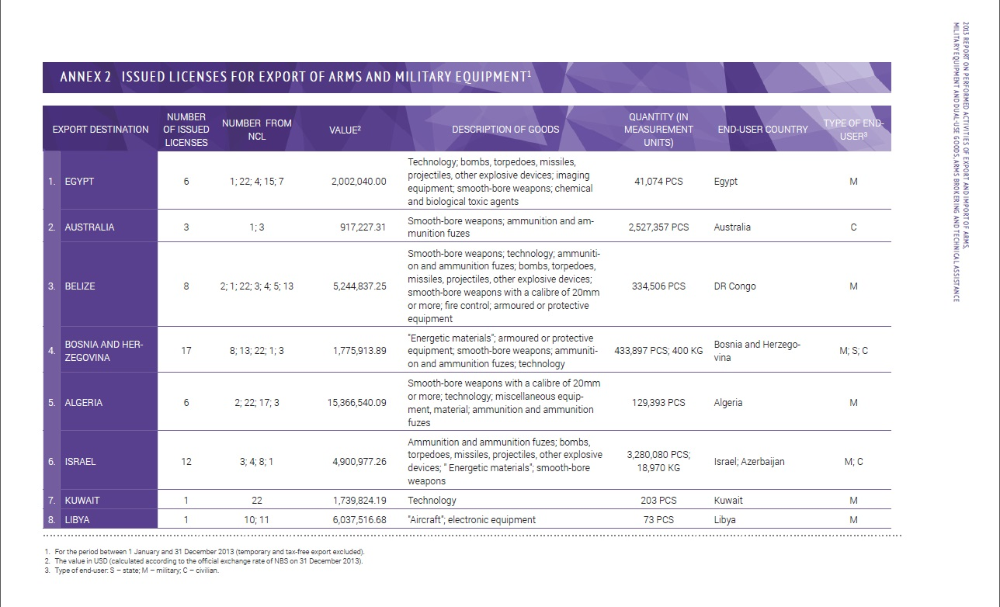 2013 REPORT ON PERFORMED ACTIVITIES OF EXPORT AND IMPORT OF ARMS,
MILITARY EQUIPMENT AND DUAL-USE GOODS, ARMS BROKERING AND TECHNICAL ASSISTANCE
ANNEX 2 ISSUED LICENSES FOR EXPORT OF ARMS AND MILITARY EQUIPMENT1
EXPORT DESTINATION
NUMBER
OF ISSUED
LICENSES
NUMBER FROM
NCL
VALUE2
DESCRIPTION OF GOODS
QUANTITY (IN
MEASUREMENT
UNITS)
END-USER COUNTRY
TYPE OF END-
USER3
1. EGYPT
6
1; 22; 4; 15; 7
2,002,040.00
Technology; bombs, torpedoes, missiles,
projectiles, other explosive devices; imaging
equipment; smooth-bore weapons; chemical
and biological toxic agents
41,074 PCS
Egypt
M
2. AUSTRALIA
3
1; 3
917,227.31
Smooth-bore weapons; ammunition and am-
munition fuzes
2,527,357 PCS
Australia
C
3. BELIZE
8
2; 1; 22; 3; 4; 5; 13
5,244,837.25
Smooth-bore weapons; technology; ammuniti-
on and ammunition fuzes; bombs, torpedoes,
missiles, projectiles, other explosive devices;
smooth-bore weapons with a calibre of 20mm
or more; fire control; armoured or protective
equipment
334,506 PCS
DR Congo
M
4. BOSNIA AND HER-
ZEGOVINA
17
8; 13; 22; 1; 3
1,775,913.89
"Energetic materials"; armoured or protective
equipment; smooth-bore weapons; ammuniti-
on and ammunition fuzes; technology
433,897 PCS; 400 KG
Bosnia and Herzego-
vina
M; S; C
5. ALGERIA
6
2; 22; 17; 3
15,366,540.09
Smooth-bore weapons with a calibre of 20mm
or more; technology; miscellaneous equip-
ment, material; ammunition and ammunition
fuzes
129,393 PCS
Algeria
M
6. ISRAEL
12
3; 4; 8; 1
4,900,977.26
Ammunition and ammunition fuzes; bombs,
torpedoes, missiles, projectiles, other explosive
devices; " Energetic materials"; smooth-bore
weapons
3,280,080 PCS;
18,970 KG
Israel; Azerbaijan
M; C
7. KUWAIT
1
22
1,739,824.19
Technology
203 PCS
Kuwait
M
8. LIBYA
1
10; 11
6,037,516.68
"Aircraft"; electronic equipment
73 PCS
Libya
M
1. For the period between 1 January and 31 December 2013 (temporary and tax-free export excluded).
2. The value in USD (calculated according to the official exchange rate of NBS on 31 December 2013).
3. Type of end-user: S – state; M – military; C – civilian.